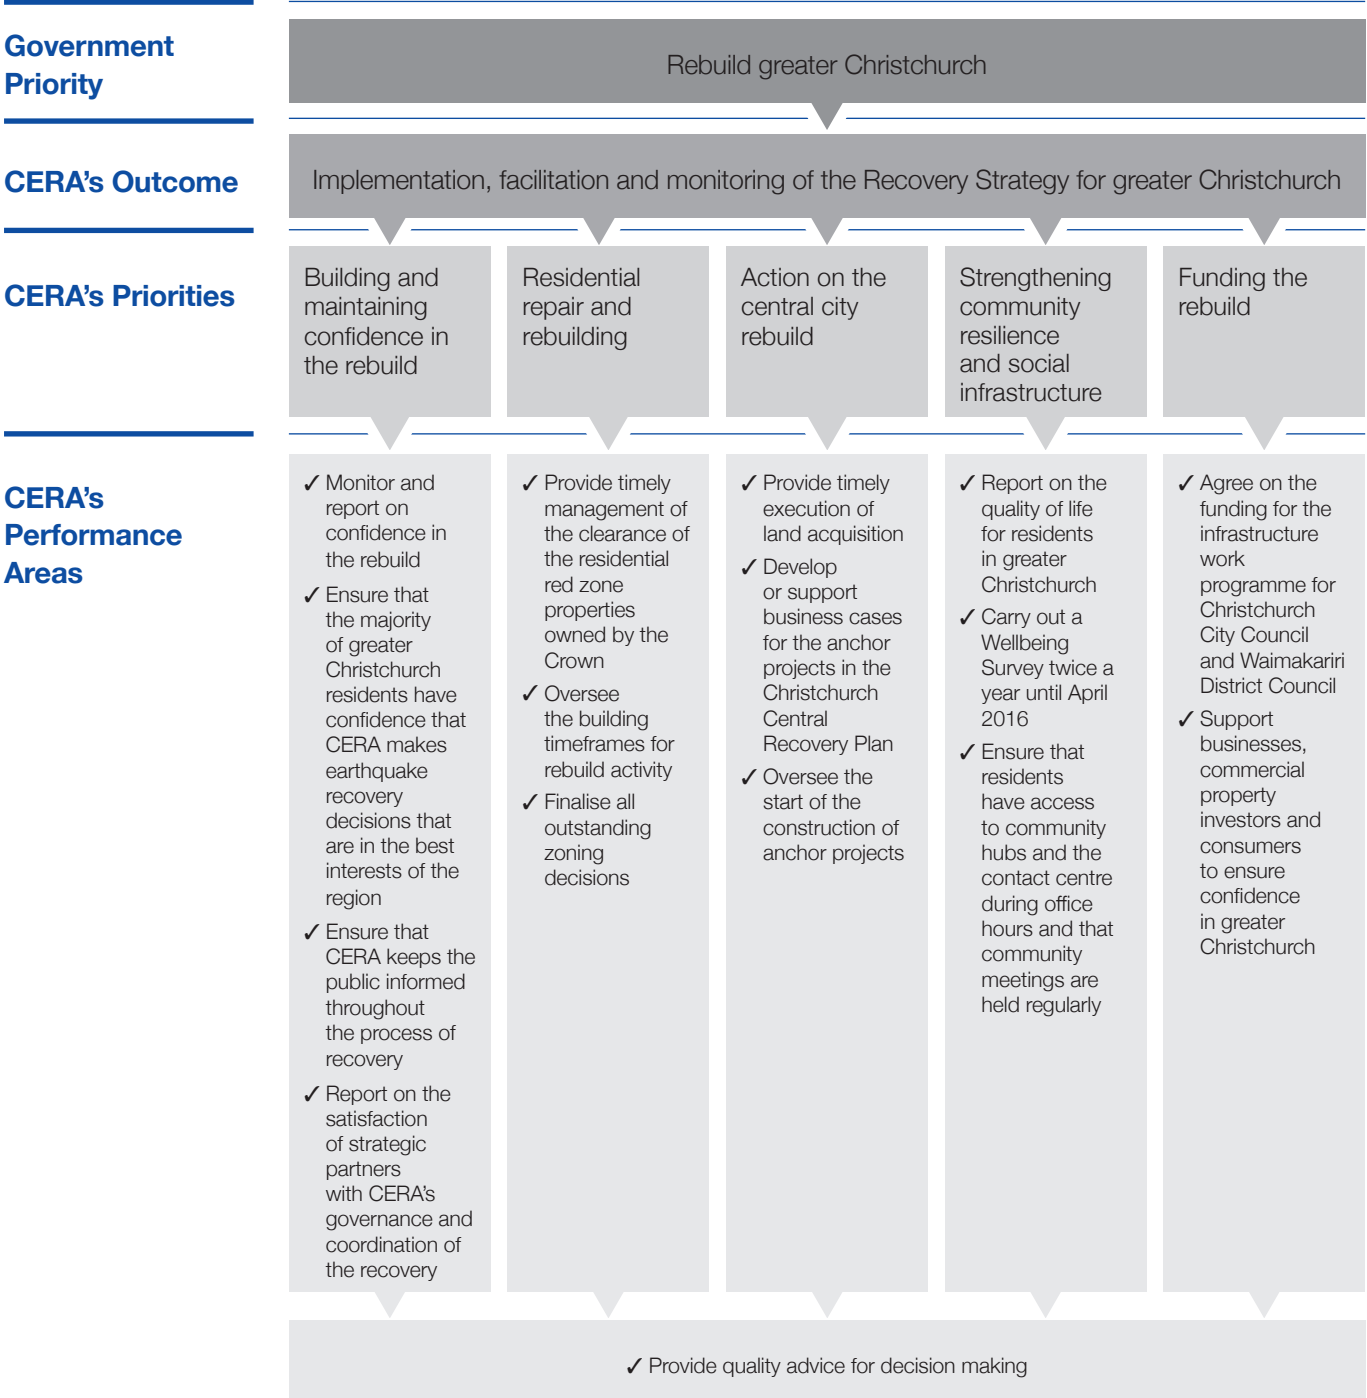 Government
Priority
Rebuild greater Christchurch
CERA’s Outcome
Implementation, facilitation and monitoring of the Recovery Strategy for greater Christchurch
CERA’s Priorities
Building and
maintaining
confidence in
the rebuild
Residential
repair and
rebuilding
Action on the
central city
rebuild
Strengthening
community
resilience
and social
infrastructure
Funding the
rebuild
CERA’s
Performance
Areas
✓ Monitor and
report on
confidence in
the rebuild
✓ Ensure that
the majority
of greater
Christchurch
residents have
confidence that
CERA makes
earthquake
recovery
decisions that
are in the best
interests of the
region
✓ Ensure that
CERA keeps the
public informed
throughout
the process of
recovery
✓ Report on the
satisfaction
of strategic
partners
with CERA’s
governance and
coordination of
the recovery
✓ Provide timely
management of
the clearance of
the residential
red zone
properties
owned by the
Crown
✓ Oversee
the building
timeframes for
rebuild activity
✓ Finalise all
outstanding
zoning
decisions
✓ Provide timely
execution of
land acquisition
✓ Develop
or support
business cases
for the anchor
projects in the
Christchurch
Central
Recovery Plan
✓ Oversee the
start of the
construction of
anchor projects
✓ Report on the
quality of life
for residents
in greater
Christchurch
✓ Carry out a
Wellbeing
Survey twice a
year until April
2016
✓ Ensure that
residents
have access
to community
hubs and the
contact centre
during office
hours and that
community
meetings are
held regularly
✓ Agree on the
funding for the
infrastructure
work
programme for
Christchurch
City Council
and Waimakariri
District Council
✓ Support
businesses,
commercial
property
investors and
consumers
to ensure
confidence
in greater
Christchurch
✓ Provide quality advice for decision making